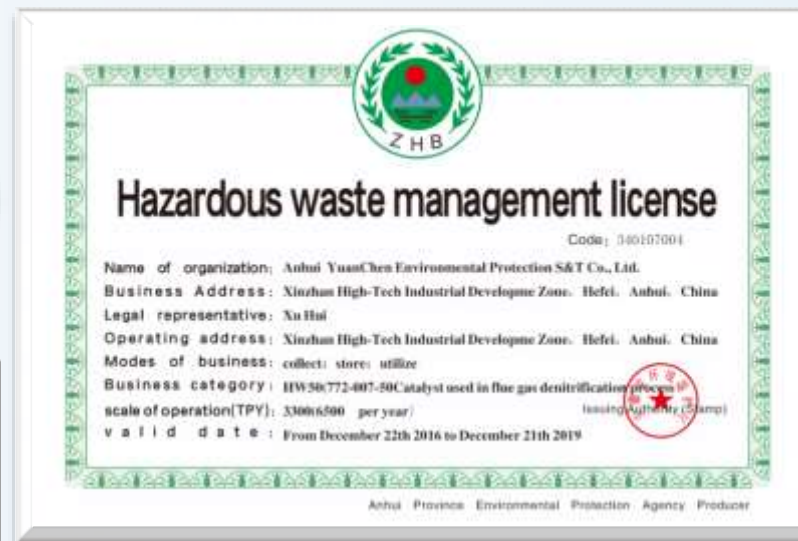 ZHB
Hazardous waste management license
Code: 340107004
Name of organization: Anhui YuanChen Environmental Protection S&T Co., Ltd.
Business Address: Xinzhan High-Tech Industrial Developme Zone. Hefei. Anhui. China
Legal representative: Xu Hui
Operating address: Xinzhan High-Tech Industrial Developme Zone. Hefei. Anhui. China
Modes of business: collect; store; utilize
Business category: HW50(772-007-50Catalyst used in flue gas denitrification process
Issuing Authority (Stamp)
scale of operation(TPY): 3300(6500 per year)
valid date: From December 22th 2016 to December 21th 2019
Anhui Province Environmental Protection Agency Producer